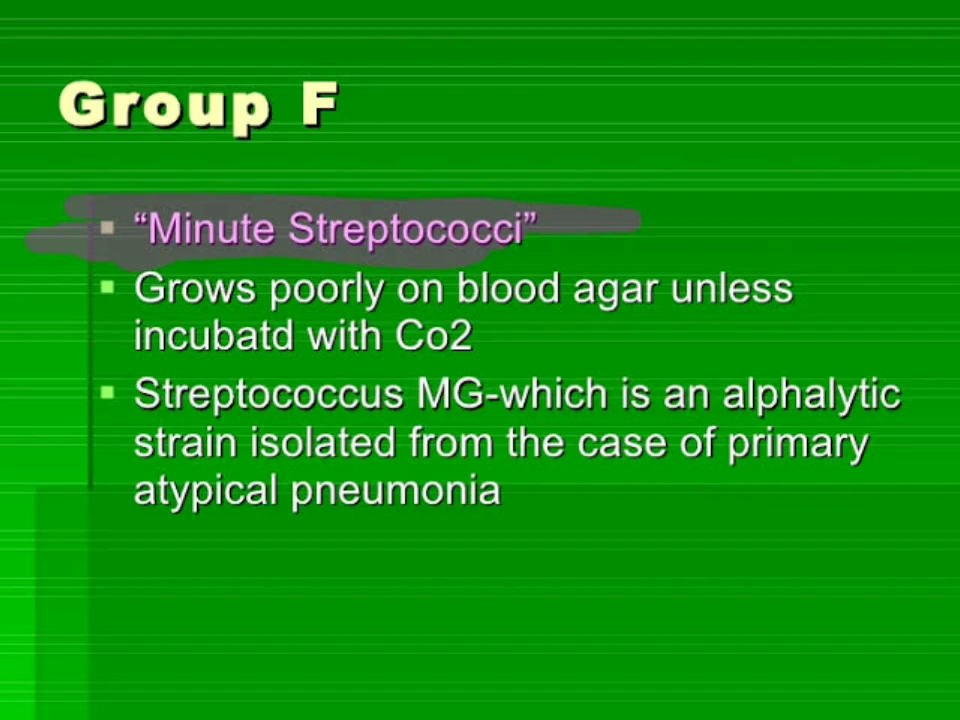 Group F
“Minute Streptococci”
Grows poorly on blood agar unless
incubatd with Co2
Streptococcus MG-which is an alphalytic
strain isolated from the case of primary
atypical pneumonia